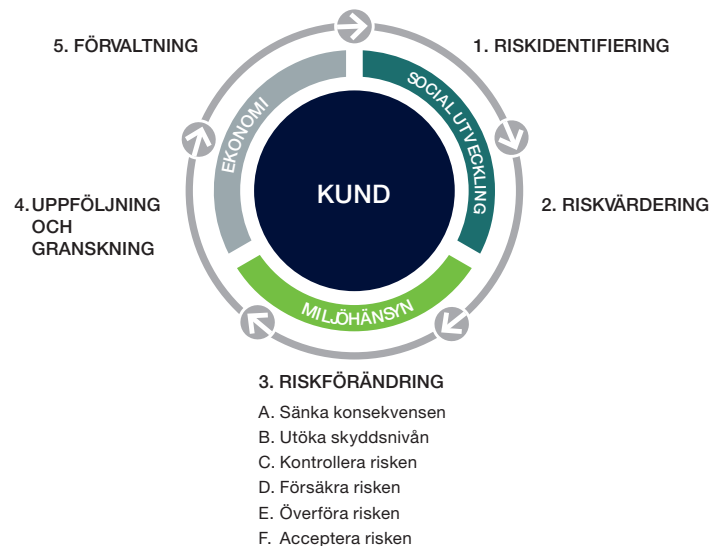 5. FÖRVALTNING
1. RISKIDENTIFIERING
EKONOMI
SOCIAL UTVECKLING
KUND
4. UPPFÖLJNING
OCH
GRANSKNING
2. RISKVÄRDERING
MILJÖHÄNSYN
3. RISKFÖRÄNDRING
A. Sänka konsekvensen
B. Utöka skyddsnivån
C. Kontrollera risken
D. Försäkra risken
E. Överföra risken
F. Acceptera risken